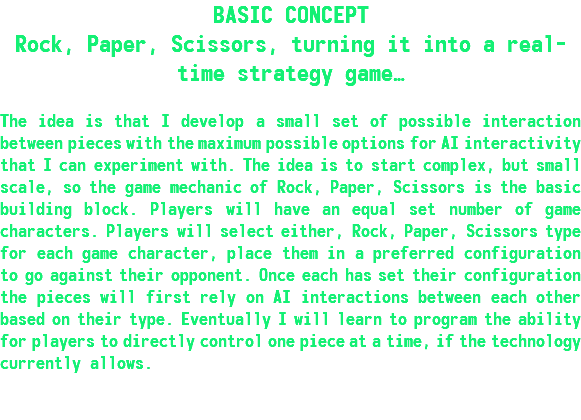 BASIC CONCEPT
Rock, Paper, Scissors, turning it into a real-
time strategy game…
The idea is that I develop a small set of possible interaction
between pieces with the maximum possible options for AI interactivity
that I can experiment with. The idea is to start complex, but small
scale, so the game mechanic of Rock, Paper, Scissors is the basic
building block. Players will have an equal set number of game
characters. Players will select either, Rock, Paper, Scissors type
for each game character, place them in a preferred configuration
to go against their opponent. Once each has set their configuration
the pieces will first rely on AI interactions between each other
based on their type. Eventually I will learn to program the ability
for players to directly control one piece at a time, if the technology
currently allows.